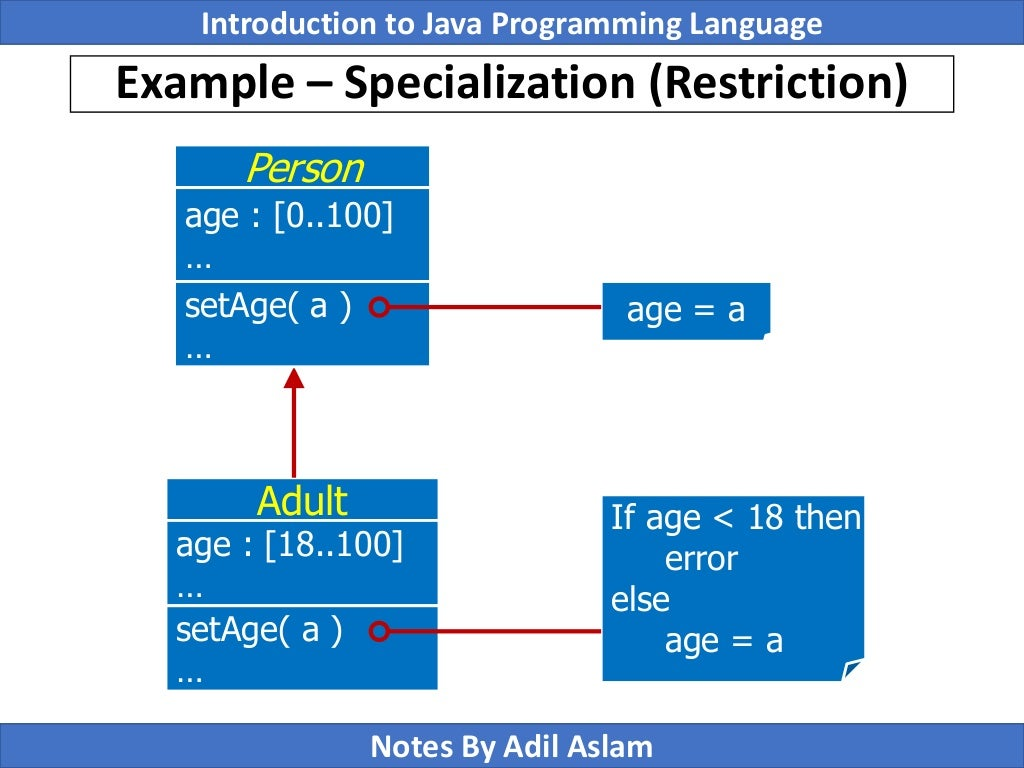 Introduction to Java Programming Language
Example – Specialization (Restriction)
Person
age : [0..100]
…
setAge( a )
…
age = a
Adult
age : [18..100]
…
setAge( a )
…
If age < 18 then
error
else
age = a
Notes By Adil Aslam